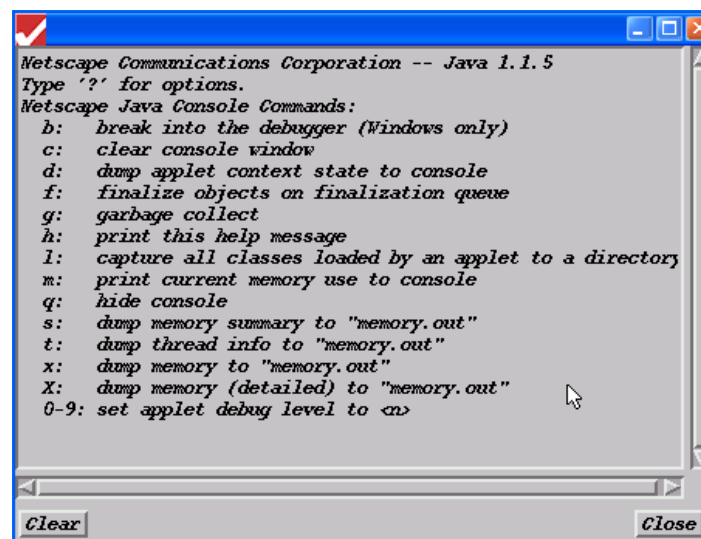 Netscape Communications Corporation -- Java 1.1.5
Type '?' for options.
Netscape Java Console Commands:
b: break into the debugger (Windows only)
c: clear console window
d: dump applet context state to console
f: finalize objects on finalization queue
g: garbage collect
h: print this help message
l: capture all classes loaded by an applet to a directory
m: print current memory use to console
q: hide console
s: dump memory summary to "memory.out"
t: dump thread info to "memory.out"
x: dump memory to "memory.out"
X: dump memory (detailed) to "memory.out"
0-9: set applet debug level to <n>
Clear
Close